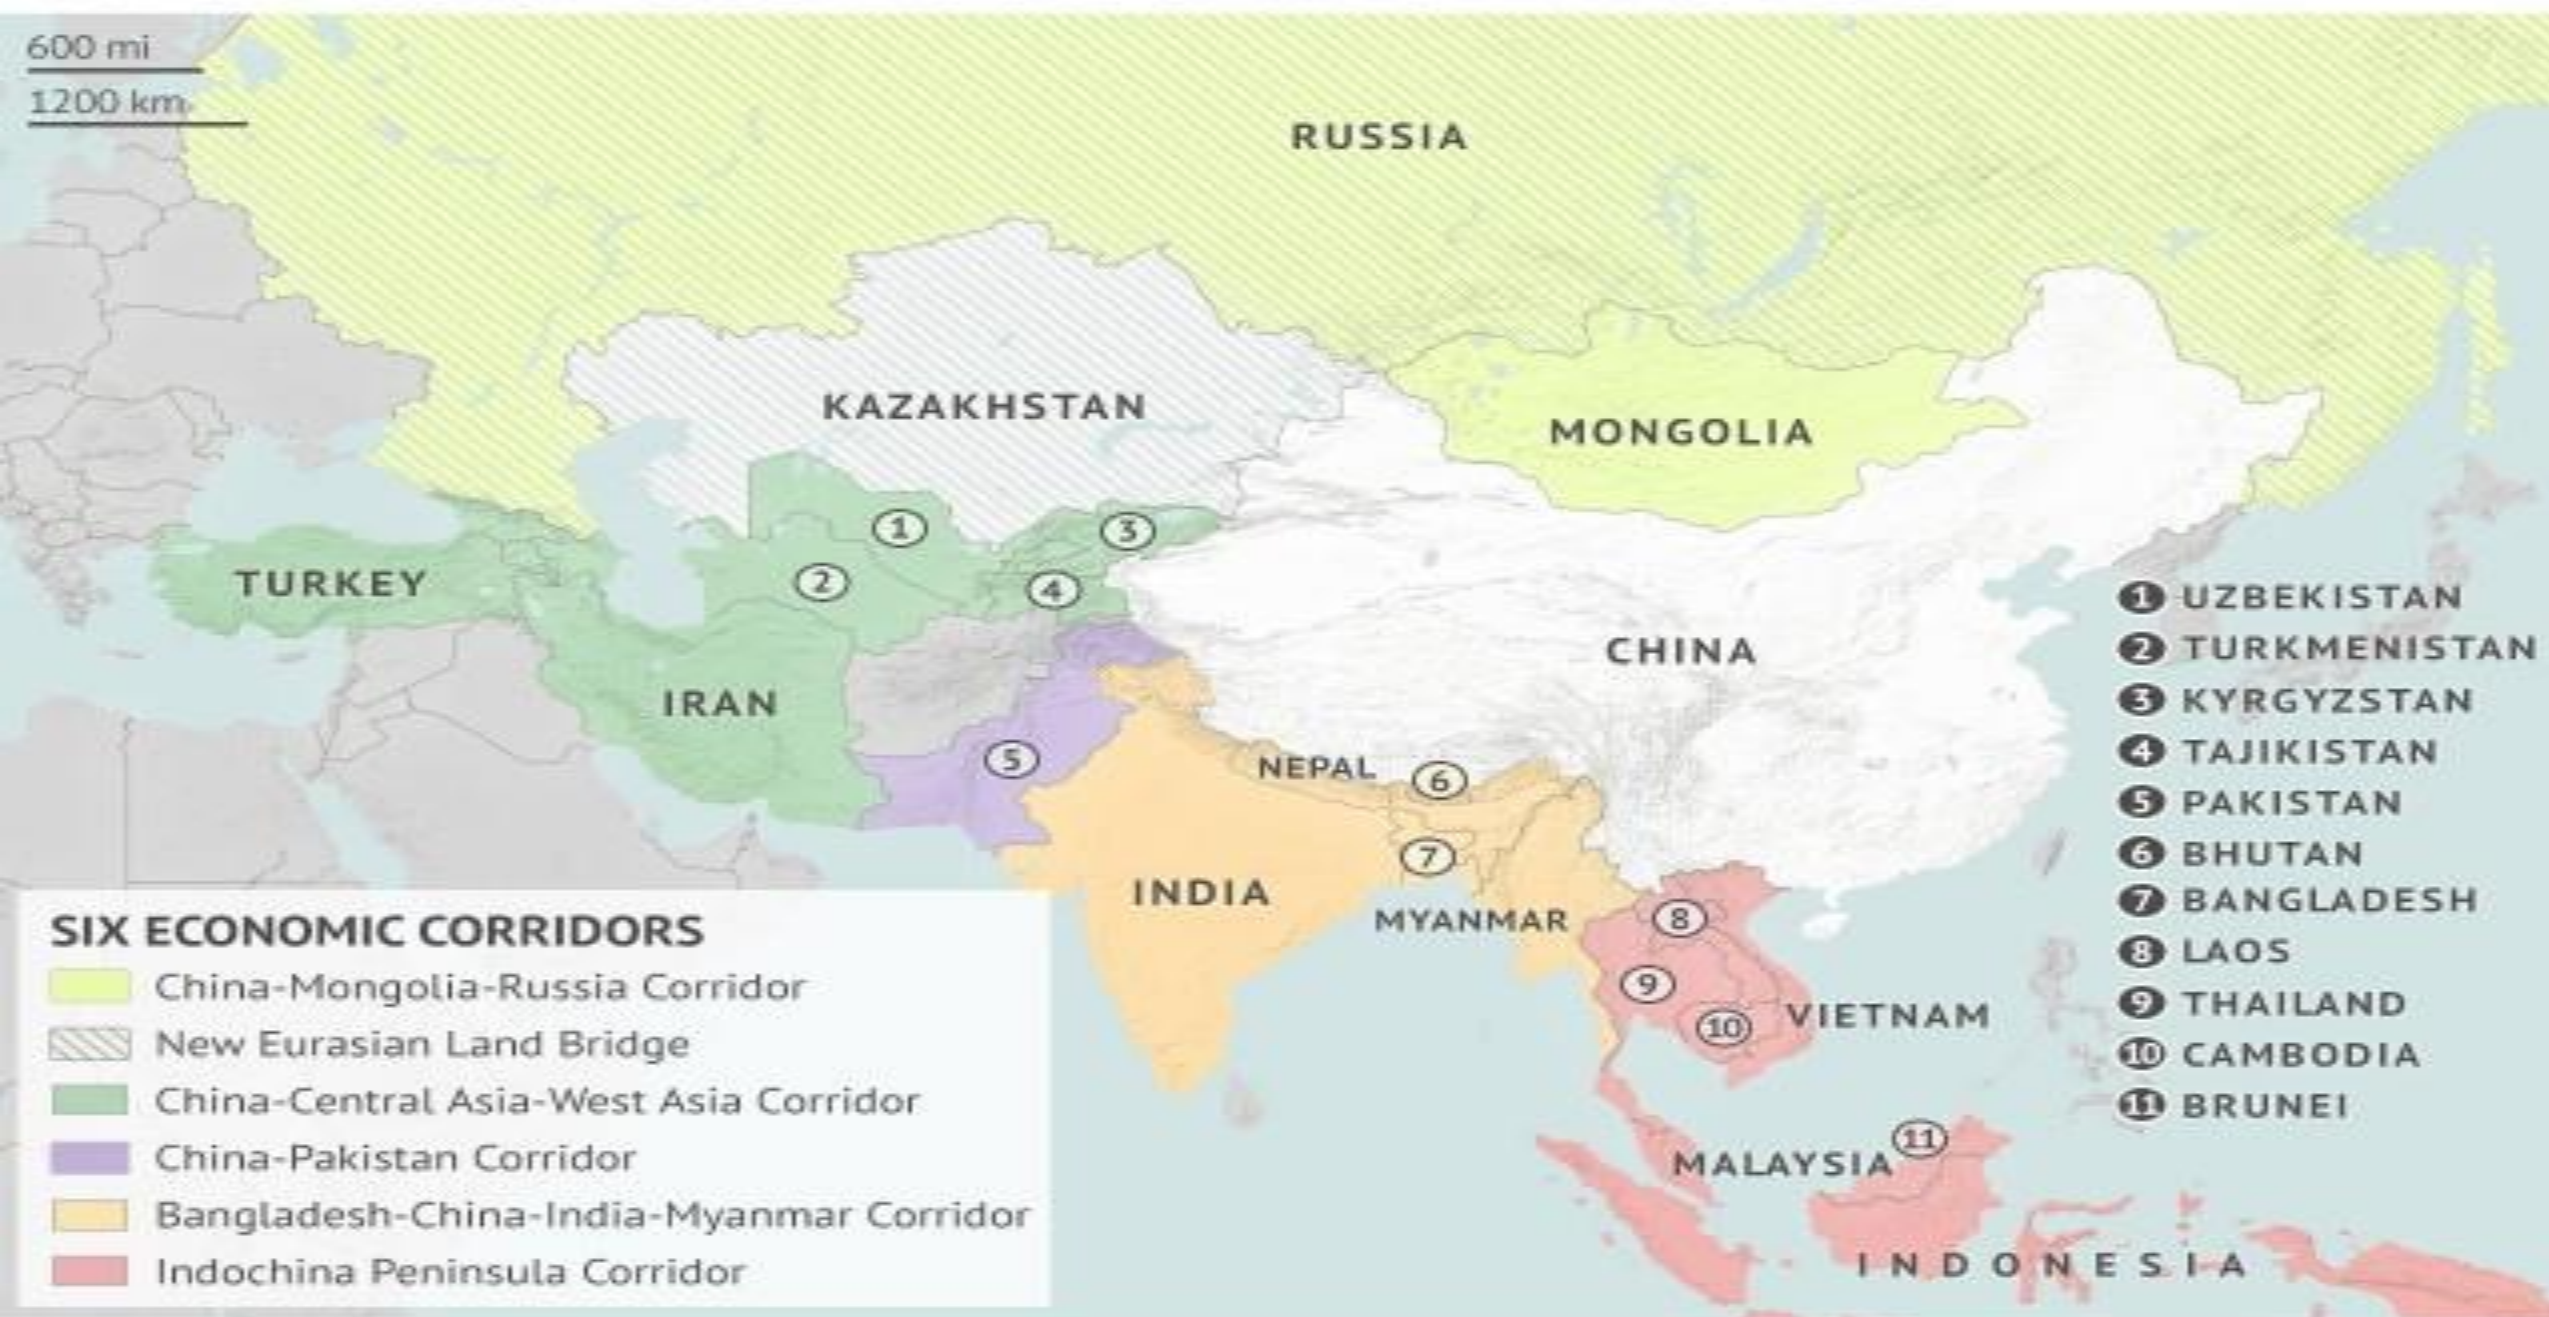 600 mi
1200 km
RUSSIA
KAZAKHSTAN
MONGOLIA
1
3
TURKEY
2
4
CHINA
IRAN
5
NEPAL
6
7
INDIA
MYANMAR
8
9
10
VIETNAM
11
MALAYSIA
INDONESIA
1 UZBEKISTAN
2 TURKMENISTAN
3 KYRGYZSTAN
4 TAJIKISTAN
5 PAKISTAN
6 BHUTAN
7 BANGLADESH
8 LAOS
9 THAILAND
10 CAMBODIA
11 BRUNEI
SIX ECONOMIC CORRIDORS
China-Mongolia-Russia Corridor
New Eurasian Land Bridge
China-Central Asia-West Asia Corridor
China-Pakistan Corridor
Bangladesh-China-India-Myanmar Corridor
Indochina Peninsula Corridor